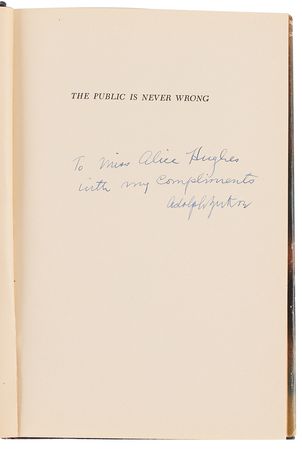 THE PUBLIC IS NEVER WRONG
To Miss Alice Hughes
with my Compliments
Adolph Zukor